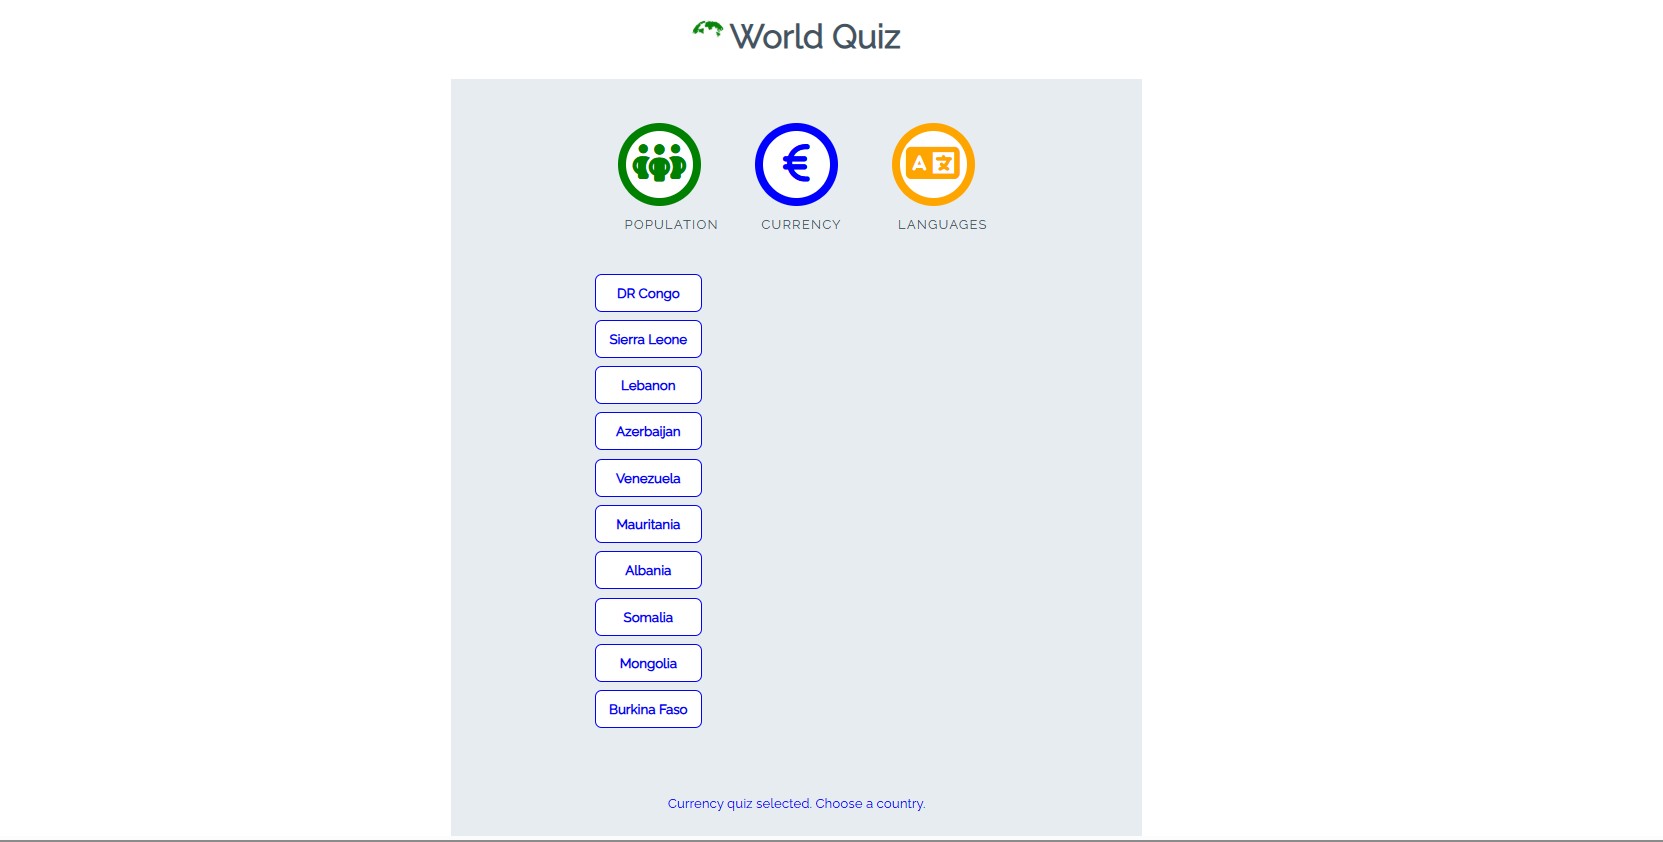 World Quiz
POPULATION CURRENCY LANGUAGES
DR Congo
Sierra Leone
Lebanon
Azerbaijan
Venezuela
Mauritania
Albania
Somalia
Mongolia
Burkina Faso
Currency quiz selected. Choose a country.